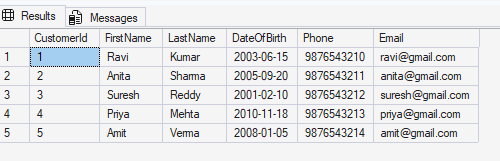 Results Messages
CustomerId FirstName LastName DateOfBirth Phone Email
1 1 Ravi Kumar 2003-06-15 9876543210 ravi@gmail.com
2 2 Anita Sharma 2005-09-20 9876543211 anita@gmail.com
3 3 Suresh Reddy 2001-02-10 9876543212 suresh@gmail.com
4 4 Priya Mehta 2010-11-18 9876543213 priya@gmail.com
5 5 Amit Verma 2008-01-05 9876543214 amit@gmail.com